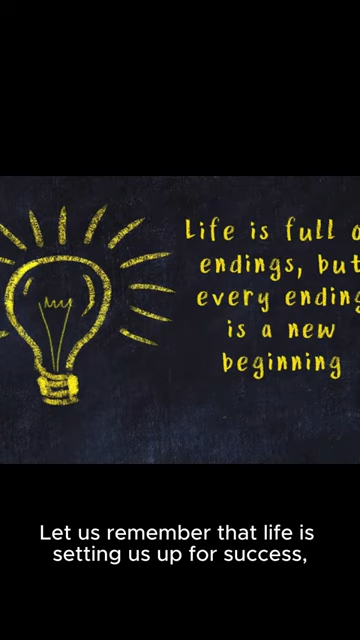 Life is full o
endings, but
every ending
is a new
beginning
Let us remember that life is
setting us up for success,